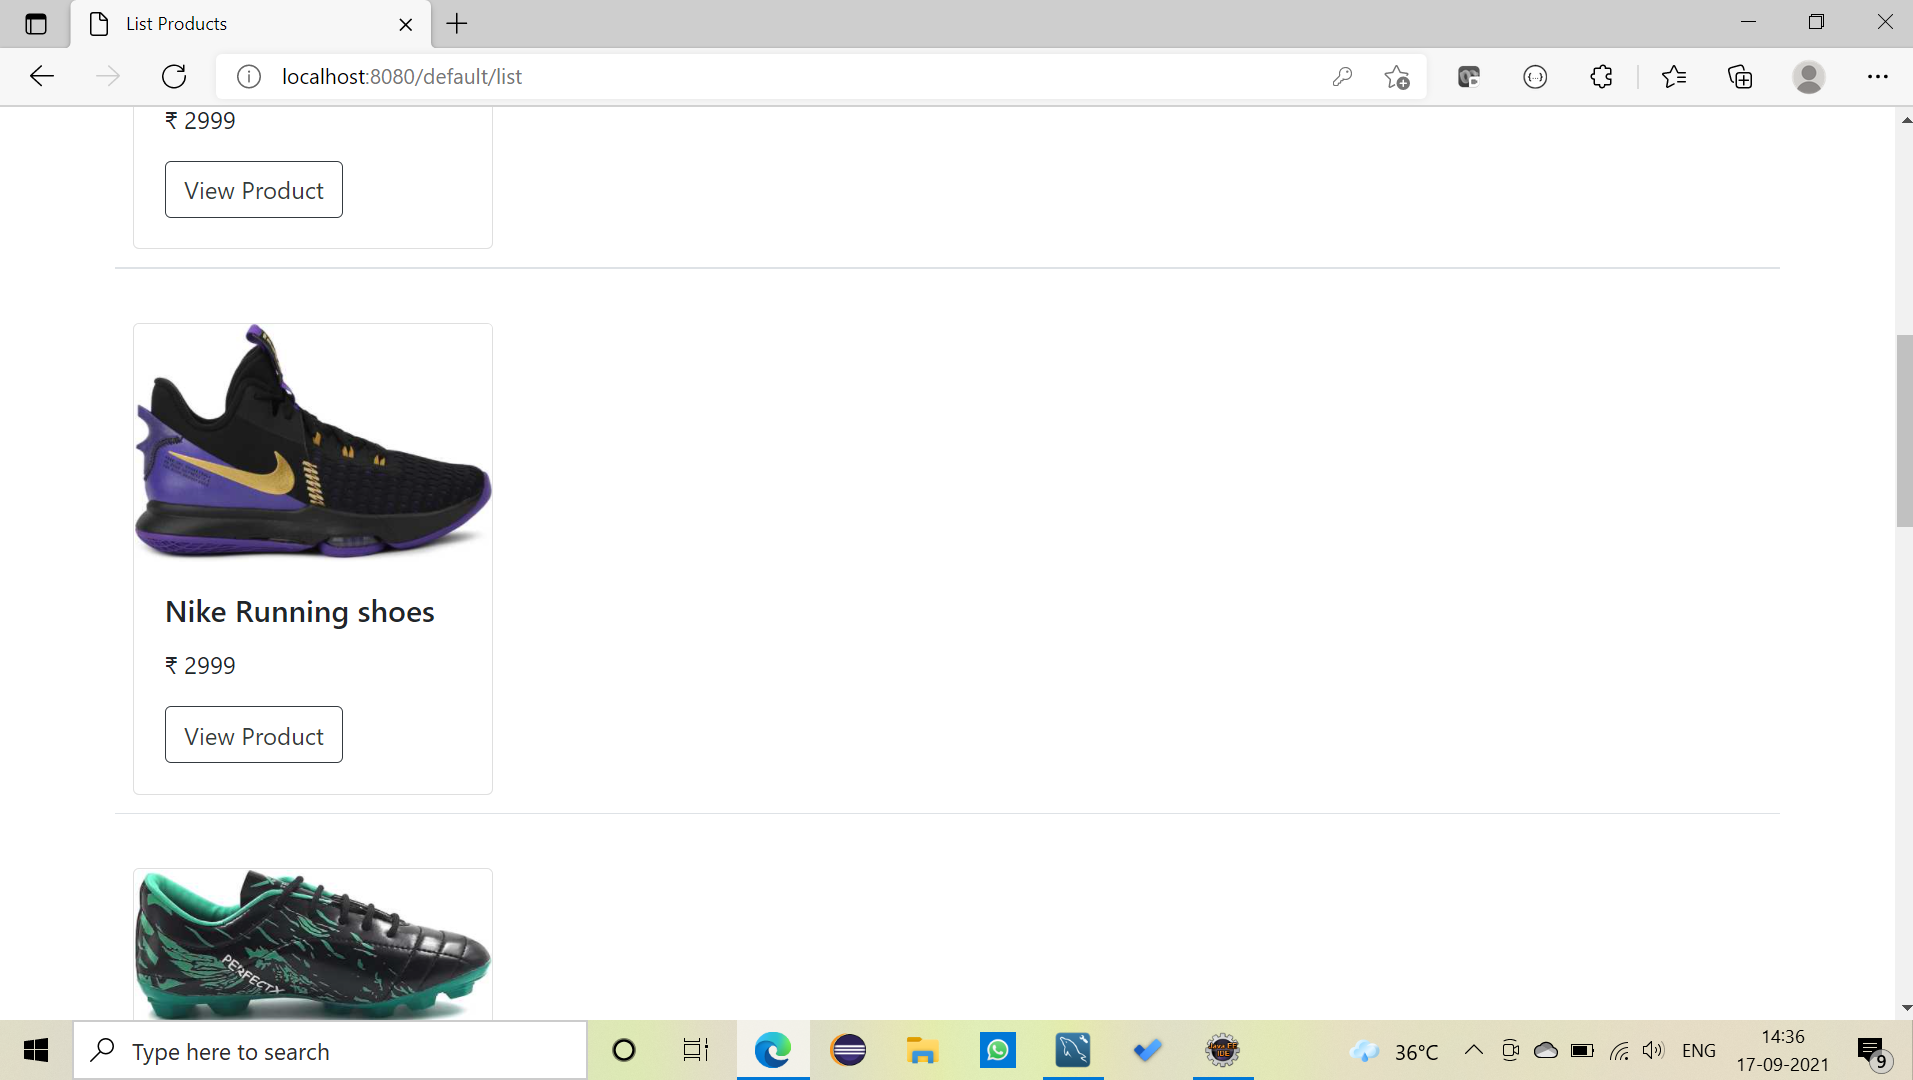 List Products
localhost:8080/default/list
₹ 2999
View Product
Nike Running shoes
₹ 2999
View Product
PERFECTX
Type here to search
36°C
ENG
14:36
17-09-2021
9